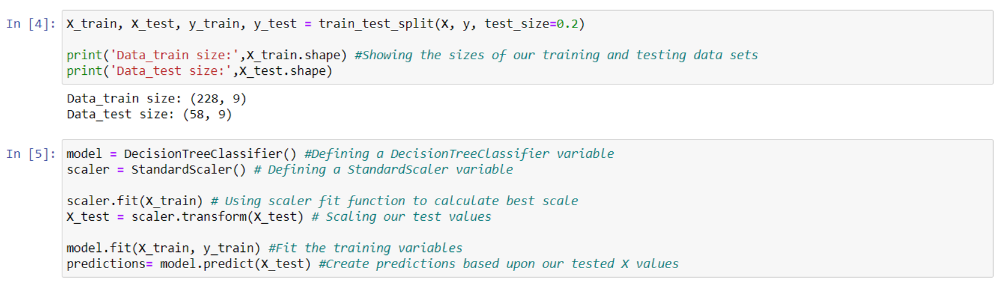 In [4]: X_train, X_test, y_train, y_test = train_test_split(X, y, test_size=0.2)
print('Data_train size:',X_train.shape) #Showing the sizes of our training and testing data sets
print('Data_test size:',X_test.shape)
Data_train size: (228, 9)
Data_test size: (58, 9)
In [5]: model = DecisionTreeClassifier() #Defining a DecisionTreeClassifier variable
scaler = StandardScaler() # Defining a StandardScaler variable
scaler.fit(X_train) # Using scaler fit function to calculate best scale
X_test = scaler.transform(X_test) # Scaling our test values
model.fit(X_train, y_train) #Fit the training variables
predictions= model.predict(X_test) #Create predictions based upon our tested X values